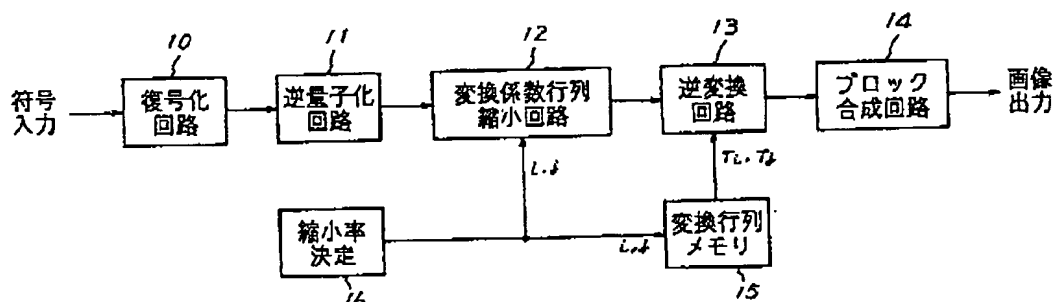 10
11
12
13
14
符号
入力
復号化
回路
逆量子化
回路
変換係数行列
縮小回路
逆変換
回路
ブロック
合成回路
画像
出力
i,j
Ti,Tj
縮小率
決定
i,j
変換行列
メモリ
16
15